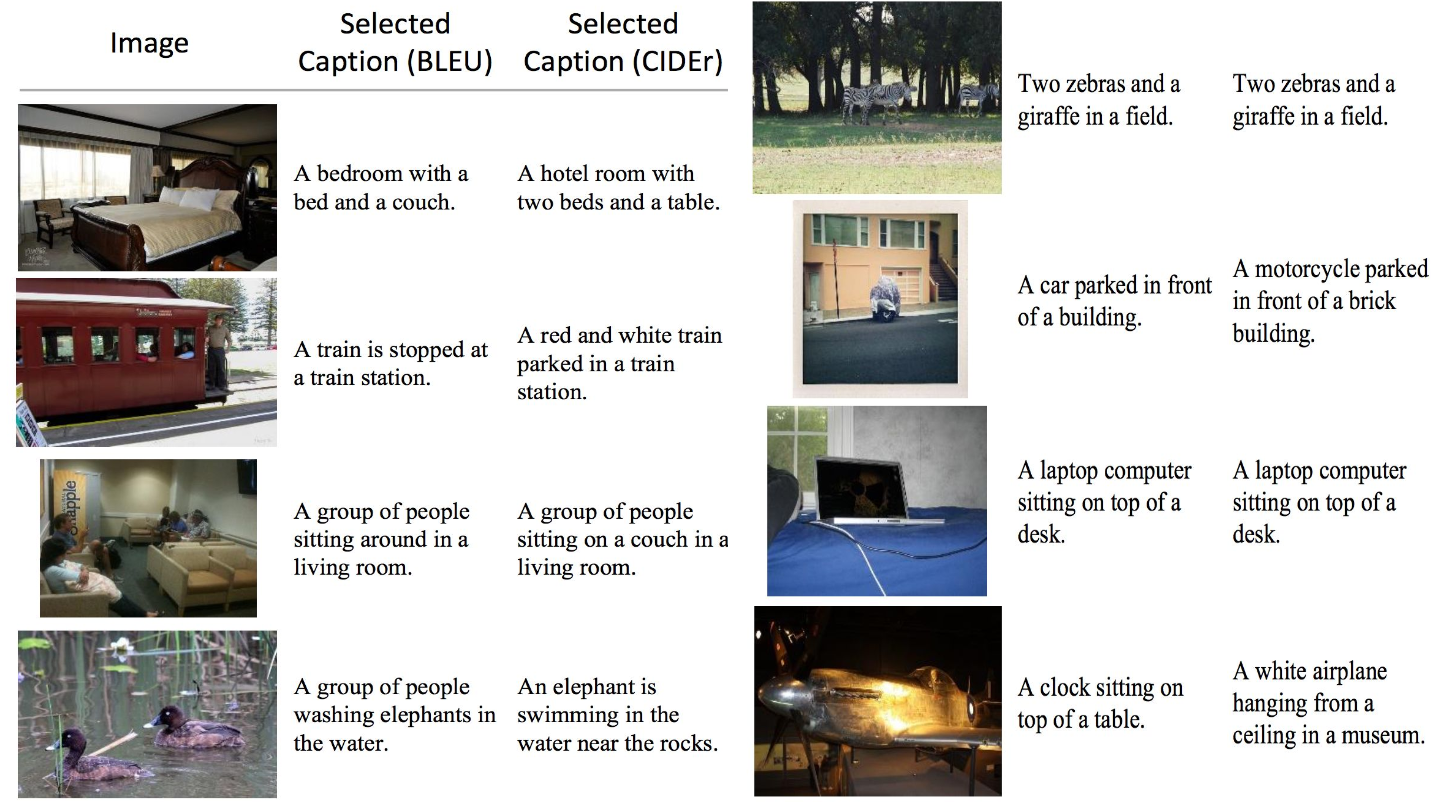 Image
Selected
Caption (BLEU)
Selected
Caption (CIDEr)
A bedroom with a
bed and a couch.
A hotel room with
two beds and a table.
A train is stopped at
a train station.
A red and white train
parked in a train
station.
napple
A group of people
sitting around in a
living room.
A group of people
sitting on a couch in a
living room.
A group of people
washing elephants in
the water.
An elephant is
swimming in the
water near the rocks.
Two zebras and a
giraffe in a field.
Two zebras and a
giraffe in a field.
A car parked in front
of a building.
A motorcycle parked
in front of a brick
building.
A laptop computer
sitting on top of a
desk.
A laptop computer
sitting on top of a
desk.
A clock sitting on
top of a table.
A white airplane
hanging from a
ceiling in a museum.